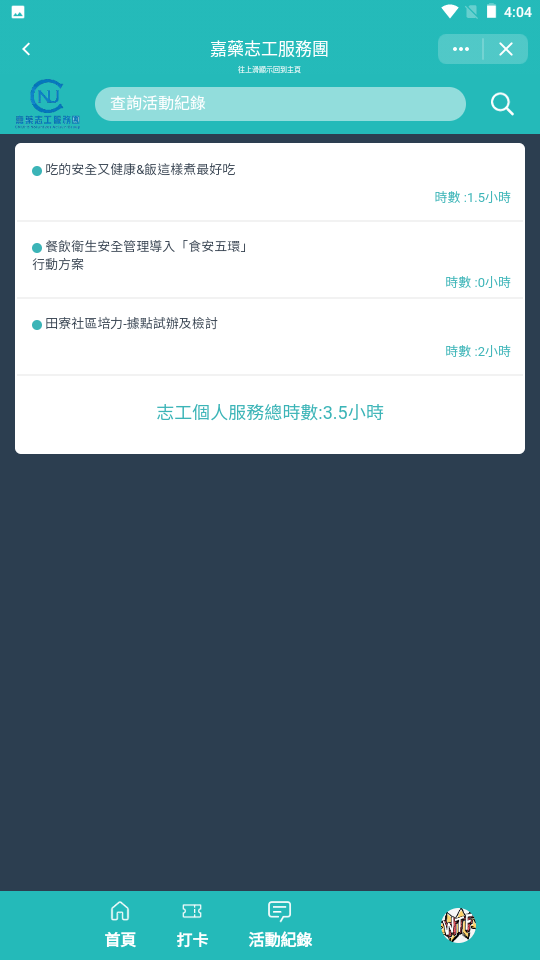 4:04
嘉藥志工服務團
往上滑顯示回到主頁
嘉藥志工服務團
查詢活動紀錄
吃的安全又健康&飯這樣煮最好吃
時數 :1.5小時
餐飲衛生安全管理導入「食安五環」
行動方案
時數 :0小時
田寮社區培力-據點試辦及檢討
時數 :2小時
志工個人服務總時數:3.5小時
首頁
打卡
活動紀錄
WTF